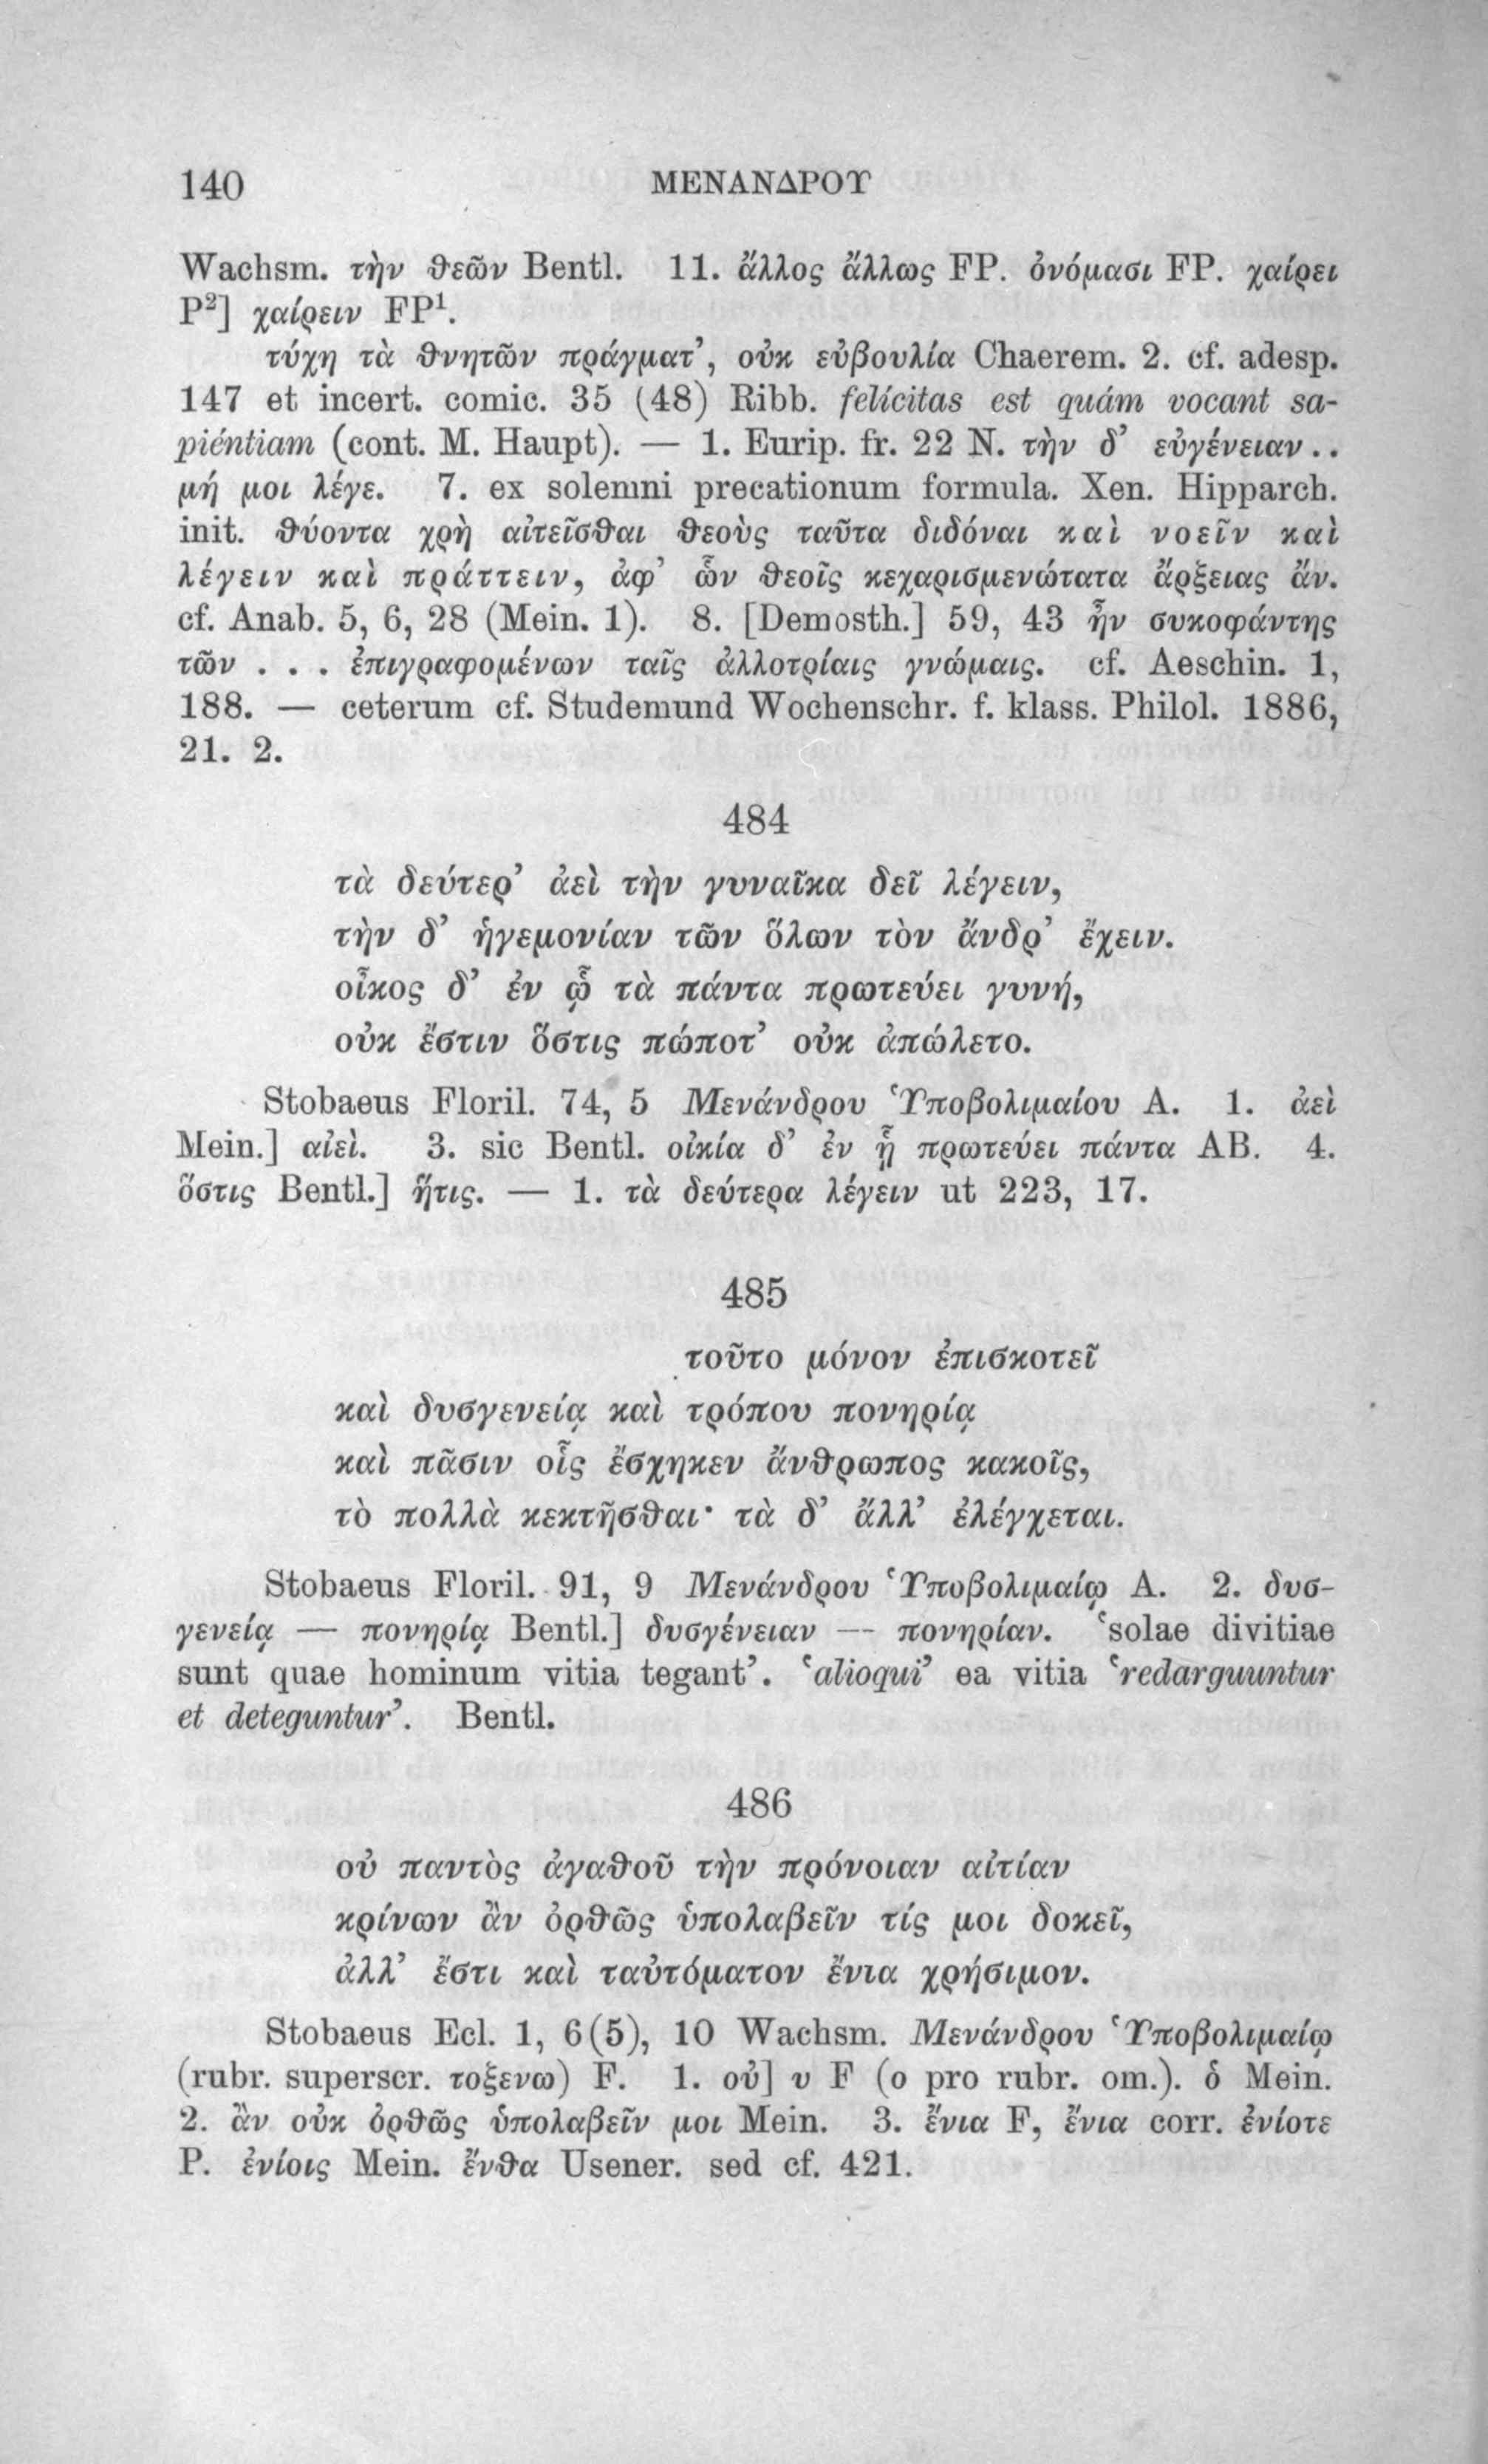 140 ΜΕΝΑΝΔΡΟΥ
Wachsm. τὴν θεῶν Bentl. 11. ἄλλος ἄλλως FP. ὀνόμασι FP. χαίρει
P²] χαίρειν FP¹.
τύχη τὰ θνητῶν πράγματ’, οὐκ εὐβουλία Chaerem. 2. cf. adesp.
147 et incert. comic. 35 (48) Ribb. felícitas est quám vocant sa-
piéntiam (cont. M. Haupt). — 1. Eurip. fr. 22 N. τὴν δ’ εὐγένειαν..
μή μοι λέγε. 7. ex solemni precationum formula. Xen. Hipparch.
init. θύοντα χρὴ αἰτεῖσθαι θεοὺς ταῦτα διδόναι καὶ νοεῖν καὶ
λέγειν καὶ πράττειν, ἀφ’ ὧν θεοῖς κεχαρισμενώτατα ἄρξειας ἄν.
cf. Anab. 5, 6, 28 (Mein. 1). 8. [Demosth.] 59, 43 ἦν συκοφάντης
τῶν . . . ἐπιγραφομένων ταῖς ἀλλοτρίαις γνώμαις. cf. Aeschin. 1,
188. — ceterum cf. Studemund Wochenschr. f. klass. Philol. 1886,
21. 2.
484
τὰ δεύτερ’ ἀεὶ τὴν γυναῖκα δεῖ λέγειν,
τὴν δ’ ἡγεμονίαν τῶν ὅλων τὸν ἄνδρ’ ἔχειν.
οἶκος δ’ ἐν ᾧ τὰ πάντα πρωτεύει γυνή,
οὐκ ἔστιν ὅστις πώποτ’ οὐκ ἀπώλετο.
Stobaeus Floril. 74, 5 Μενάνδρου Ὑποβολιμαίου Α. 1. ἀεὶ
Mein.] αἰεὶ. 3. sic Bentl. οἰκία δ’ ἐν ᾗ πρωτεύει πάντα AB. 4.
ὅστις Bentl.] ἥτις. — 1. τὰ δεύτερα λέγειν ut 223, 17.
485
τοῦτο μόνον ἐπισκοτεῖ
καὶ δυσγενείᾳ καὶ τρόπου πονηρίᾳ
καὶ πᾶσιν οἷς ἔσχηκεν ἄνθρωπος κακοῖς,
τὸ πολλὰ κεκτῆσθαι· τὰ δ’ ἄλλ’ ἐλέγχεται.
Stobaeus Floril. 91, 9 Μενάνδρου Ὑποβολιμαίῳ Α. 2. δυσ-
γενείᾳ — πονηρίᾳ Bentl.] δυσγένειαν — πονηρίαν. ‘solae divitiae
sunt quae hominum vitia tegant’. ‘alioqui’ ea vitia ‘redarguuntur
et deteguntur’. Bentl.
486
οὐ παντὸς ἀγαθοῦ τὴν πρόνοιαν αἰτίαν
κρίνων ἂν ὀρθῶς ὑπολαβεῖν τίς μοι δοκεῖ,
ἀλλ’ ἔστι καὶ ταὐτόματον ἔνια χρήσιμον.
Stobaeus Ecl. 1, 6(5), 10 Wachsm. Μενάνδρου Ὑποβολιμαίῳ
(rubr. superscr. τοξενω) F. 1. οὐ] υ F (ο pro rubr. om.). ὁ Mein.
2. ἂν οὐκ ὀρθῶς ὑπολαβεῖν μοι Mein. 3. ἔνια F, ἔνια corr. ἐνίοτε
P. ἐνίοις Mein. ἔνθα Usener. sed cf. 421.